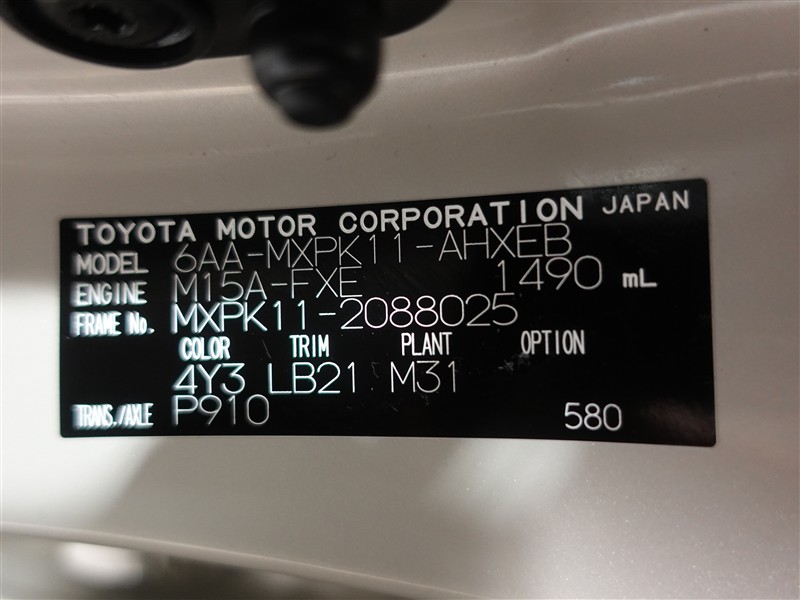 TOYOTA MOTOR CORPORATION JAPAN
MODEL 6AA-MXPK11-AHXEB
ENGINE M15A-FXE 1490 mL
FRAME No. MXPK11-2088025
COLOR TRIM PLANT OPTION
4Y3 LB21 M31
TRANS./AXLE P910 580